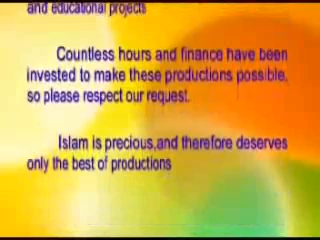 and educational projects
Countless hours and finance have been
invested to make these productions possible,
so please respect our request.
Islam is precious,and therefore deserves
only the best of productions